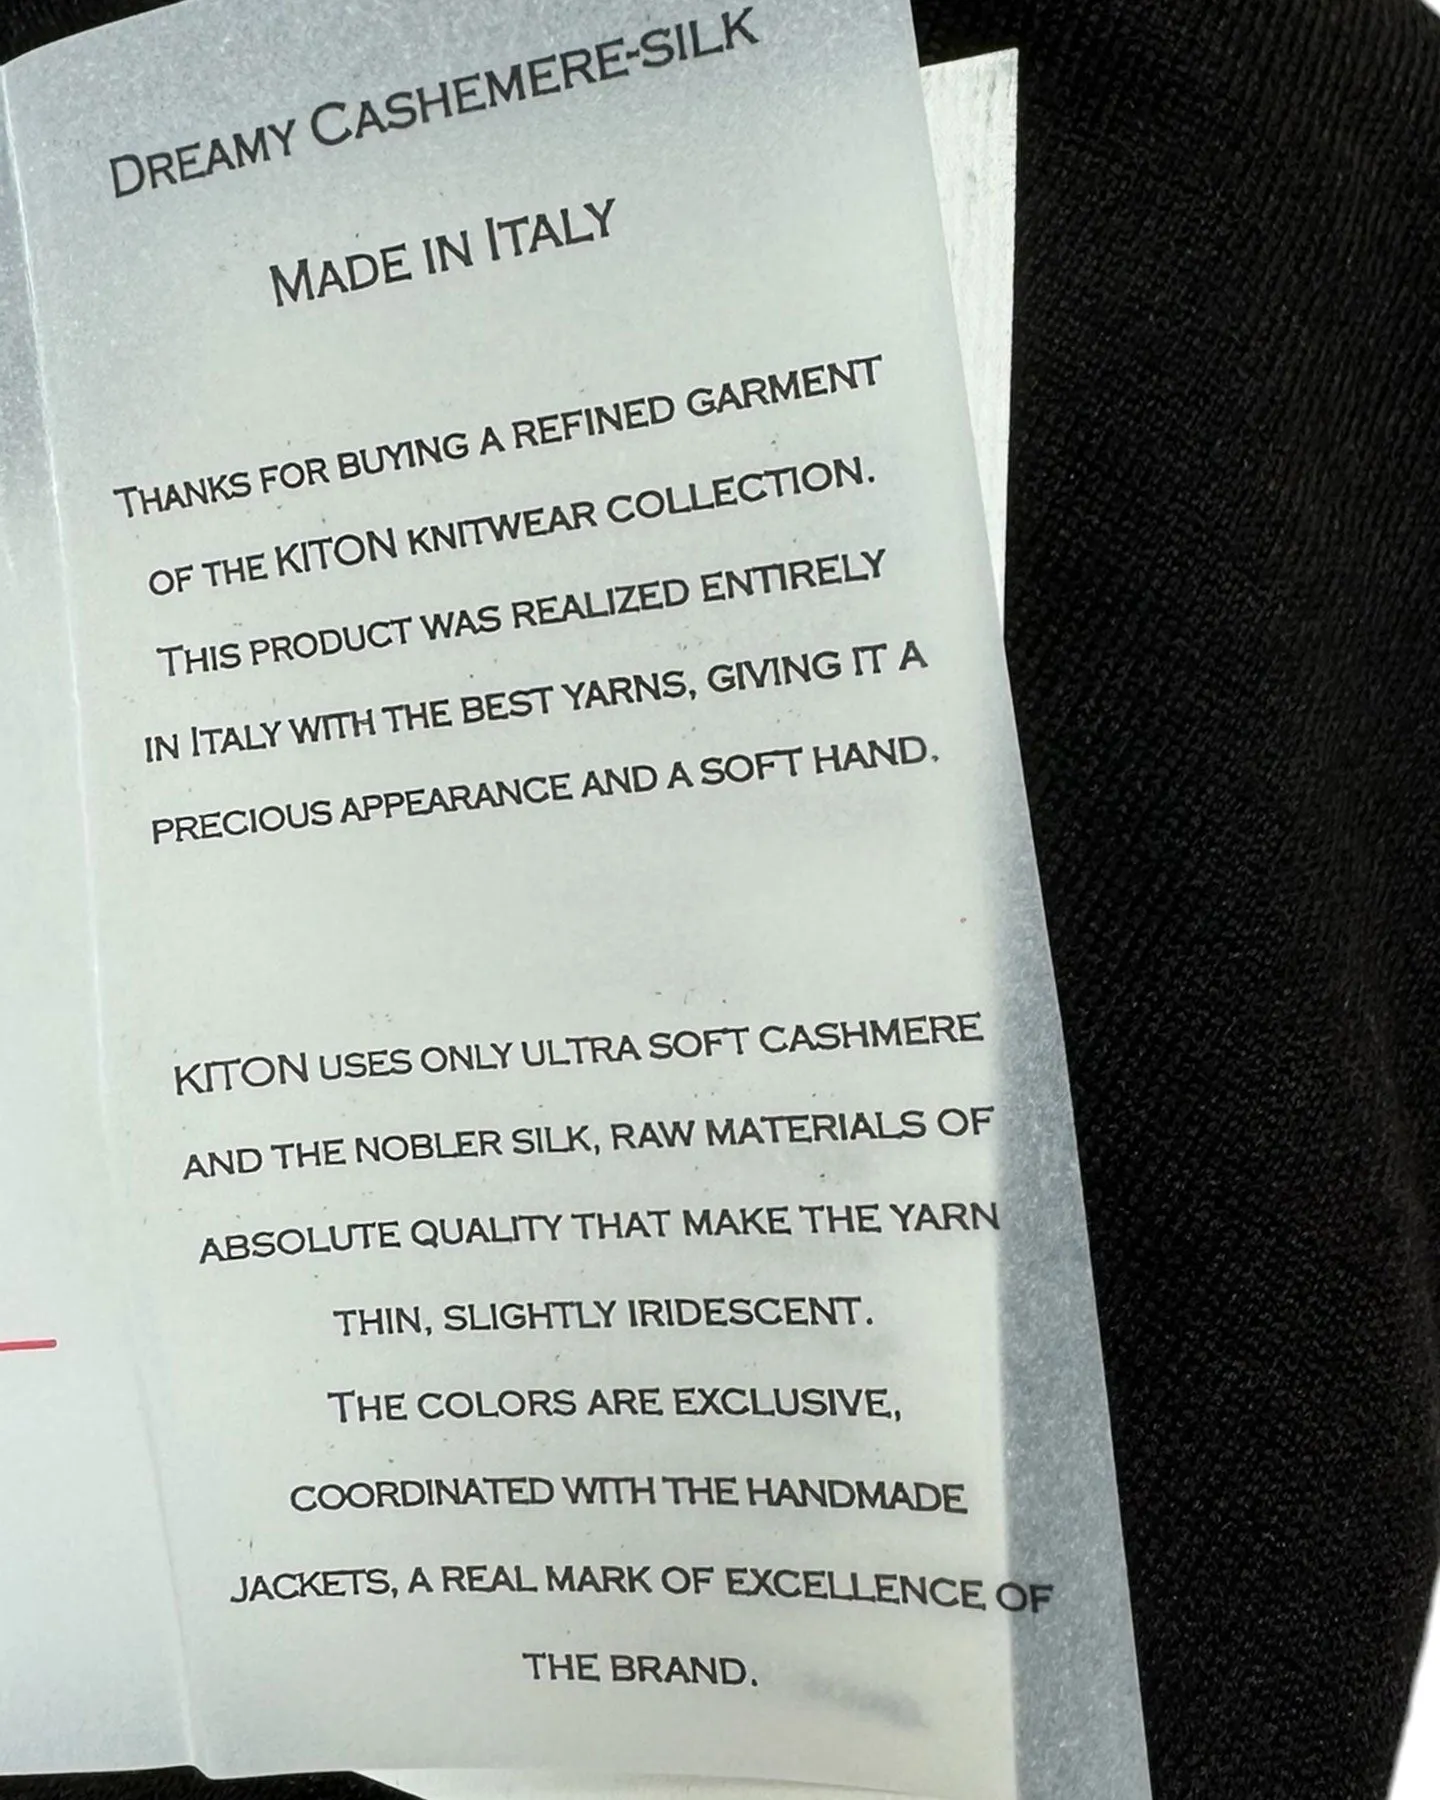 Dreamy Cashemere-silk
Made in Italy
Thanks for buying a refined garment
of the KITON knitwear collection.
This product was realized entirely
in Italy with the best yarns, giving it a
precious appearance and a soft hand.
KITON uses only ultra soft cashmere
and the nobler silk, raw materials of
absolute quality that make the yarn
thin, slightly iridescent.
The colors are exclusive,
coordinated with the handmade
jackets, a real mark of excellence of
the brand.